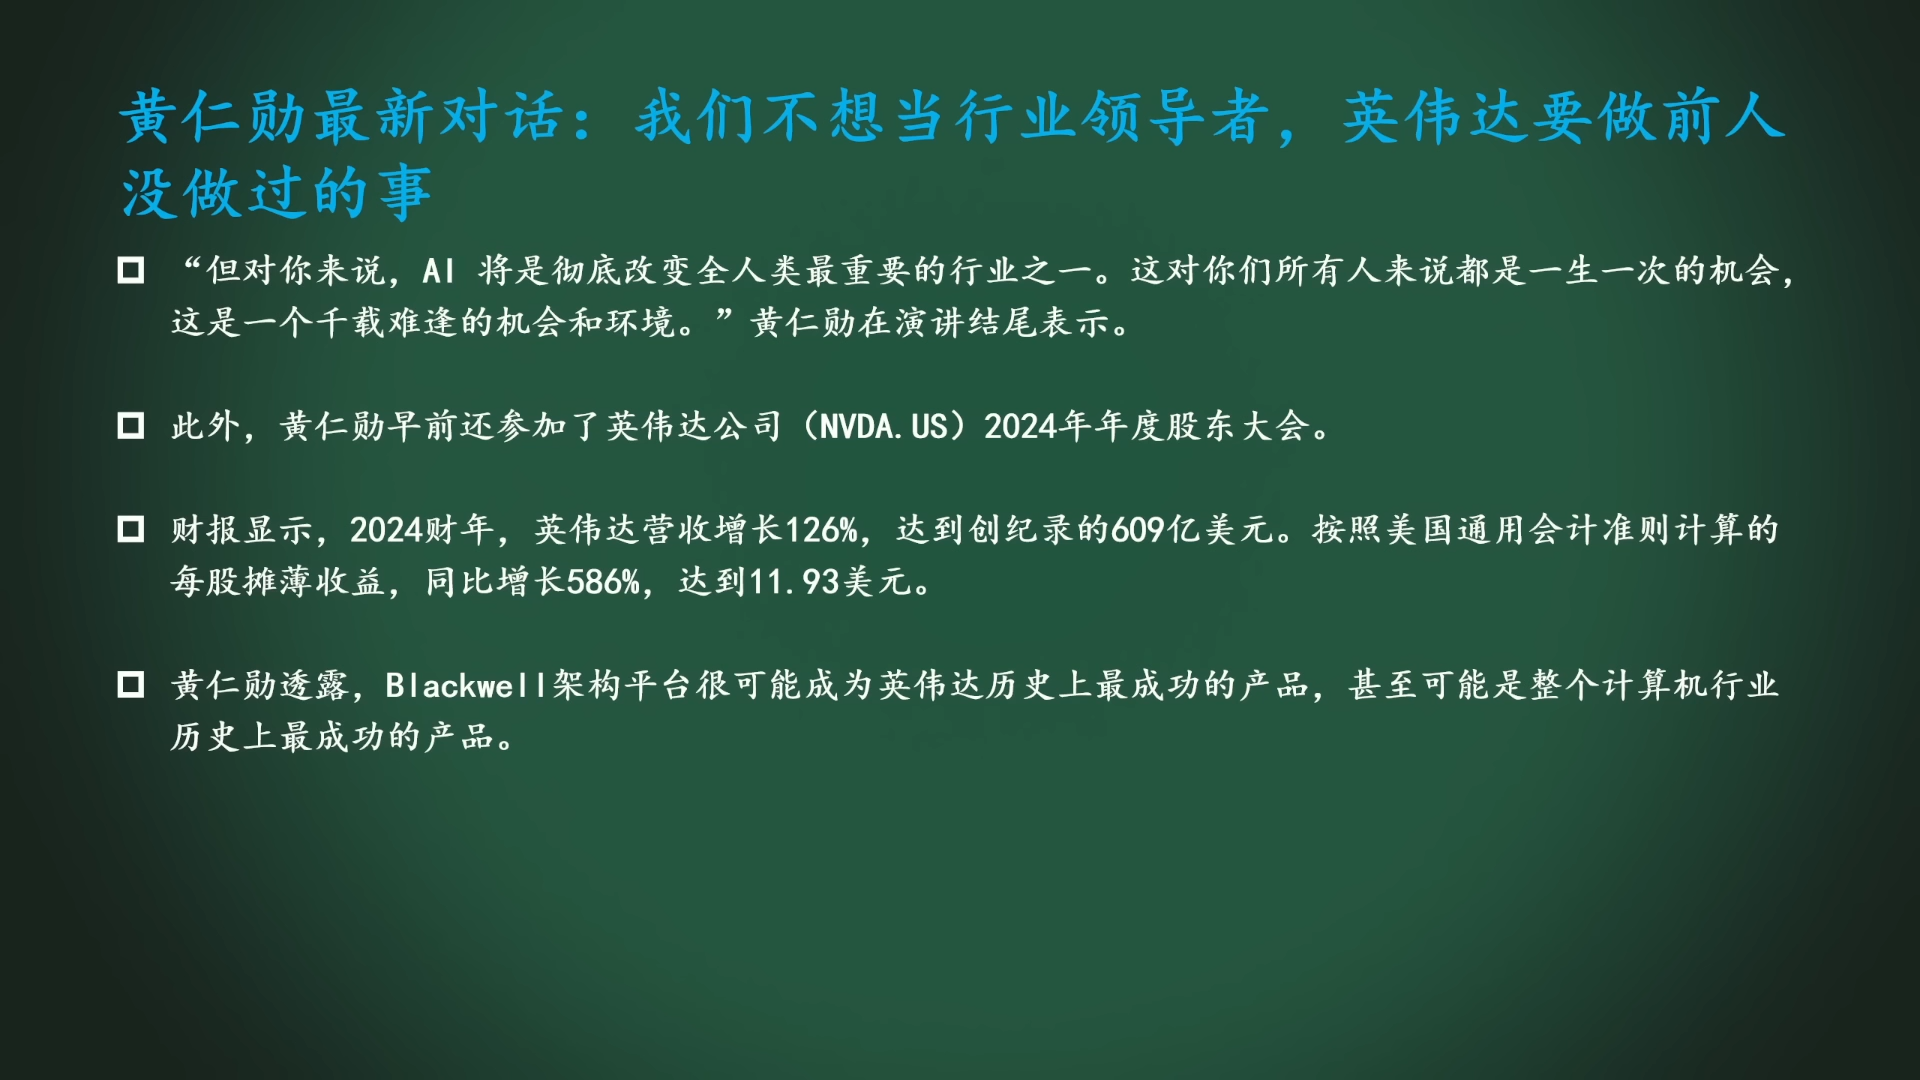 黄仁勋最新对话：我们不想当行业领导者，英伟达要做前人
没做过的事
“但对你来说，AI 将是彻底改变全人类最重要的行业之一。这对你们所有人来说都是一生一次的机会，
这是一个千载难逢的机会和环境。”黄仁勋在演讲结尾表示。
此外，黄仁勋早前还参加了英伟达公司（NVDA.US）2024年年度股东大会。
财报显示，2024财年，英伟达营收增长126%，达到创纪录的609亿美元。按照美国通用会计准则计算的
每股摊薄收益，同比增长586%，达到11.93美元。
黄仁勋透露，Blackwell架构平台很可能成为英伟达历史上最成功的产品，甚至可能是整个计算机行业
历史上最成功的产品。